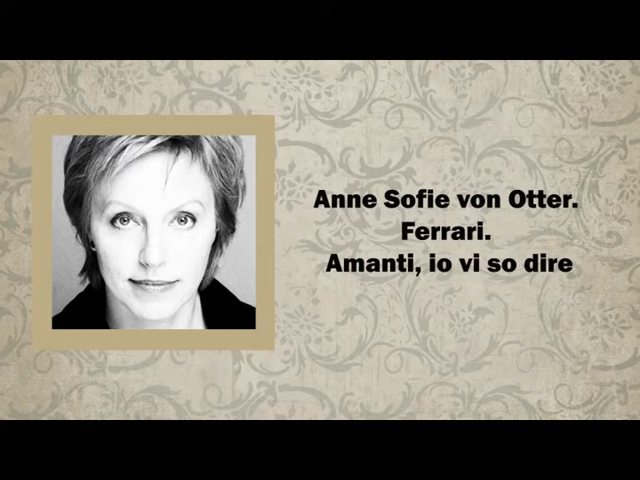 Anne Sofie von Otter.
Ferrari.
Amanti, io vi so dire